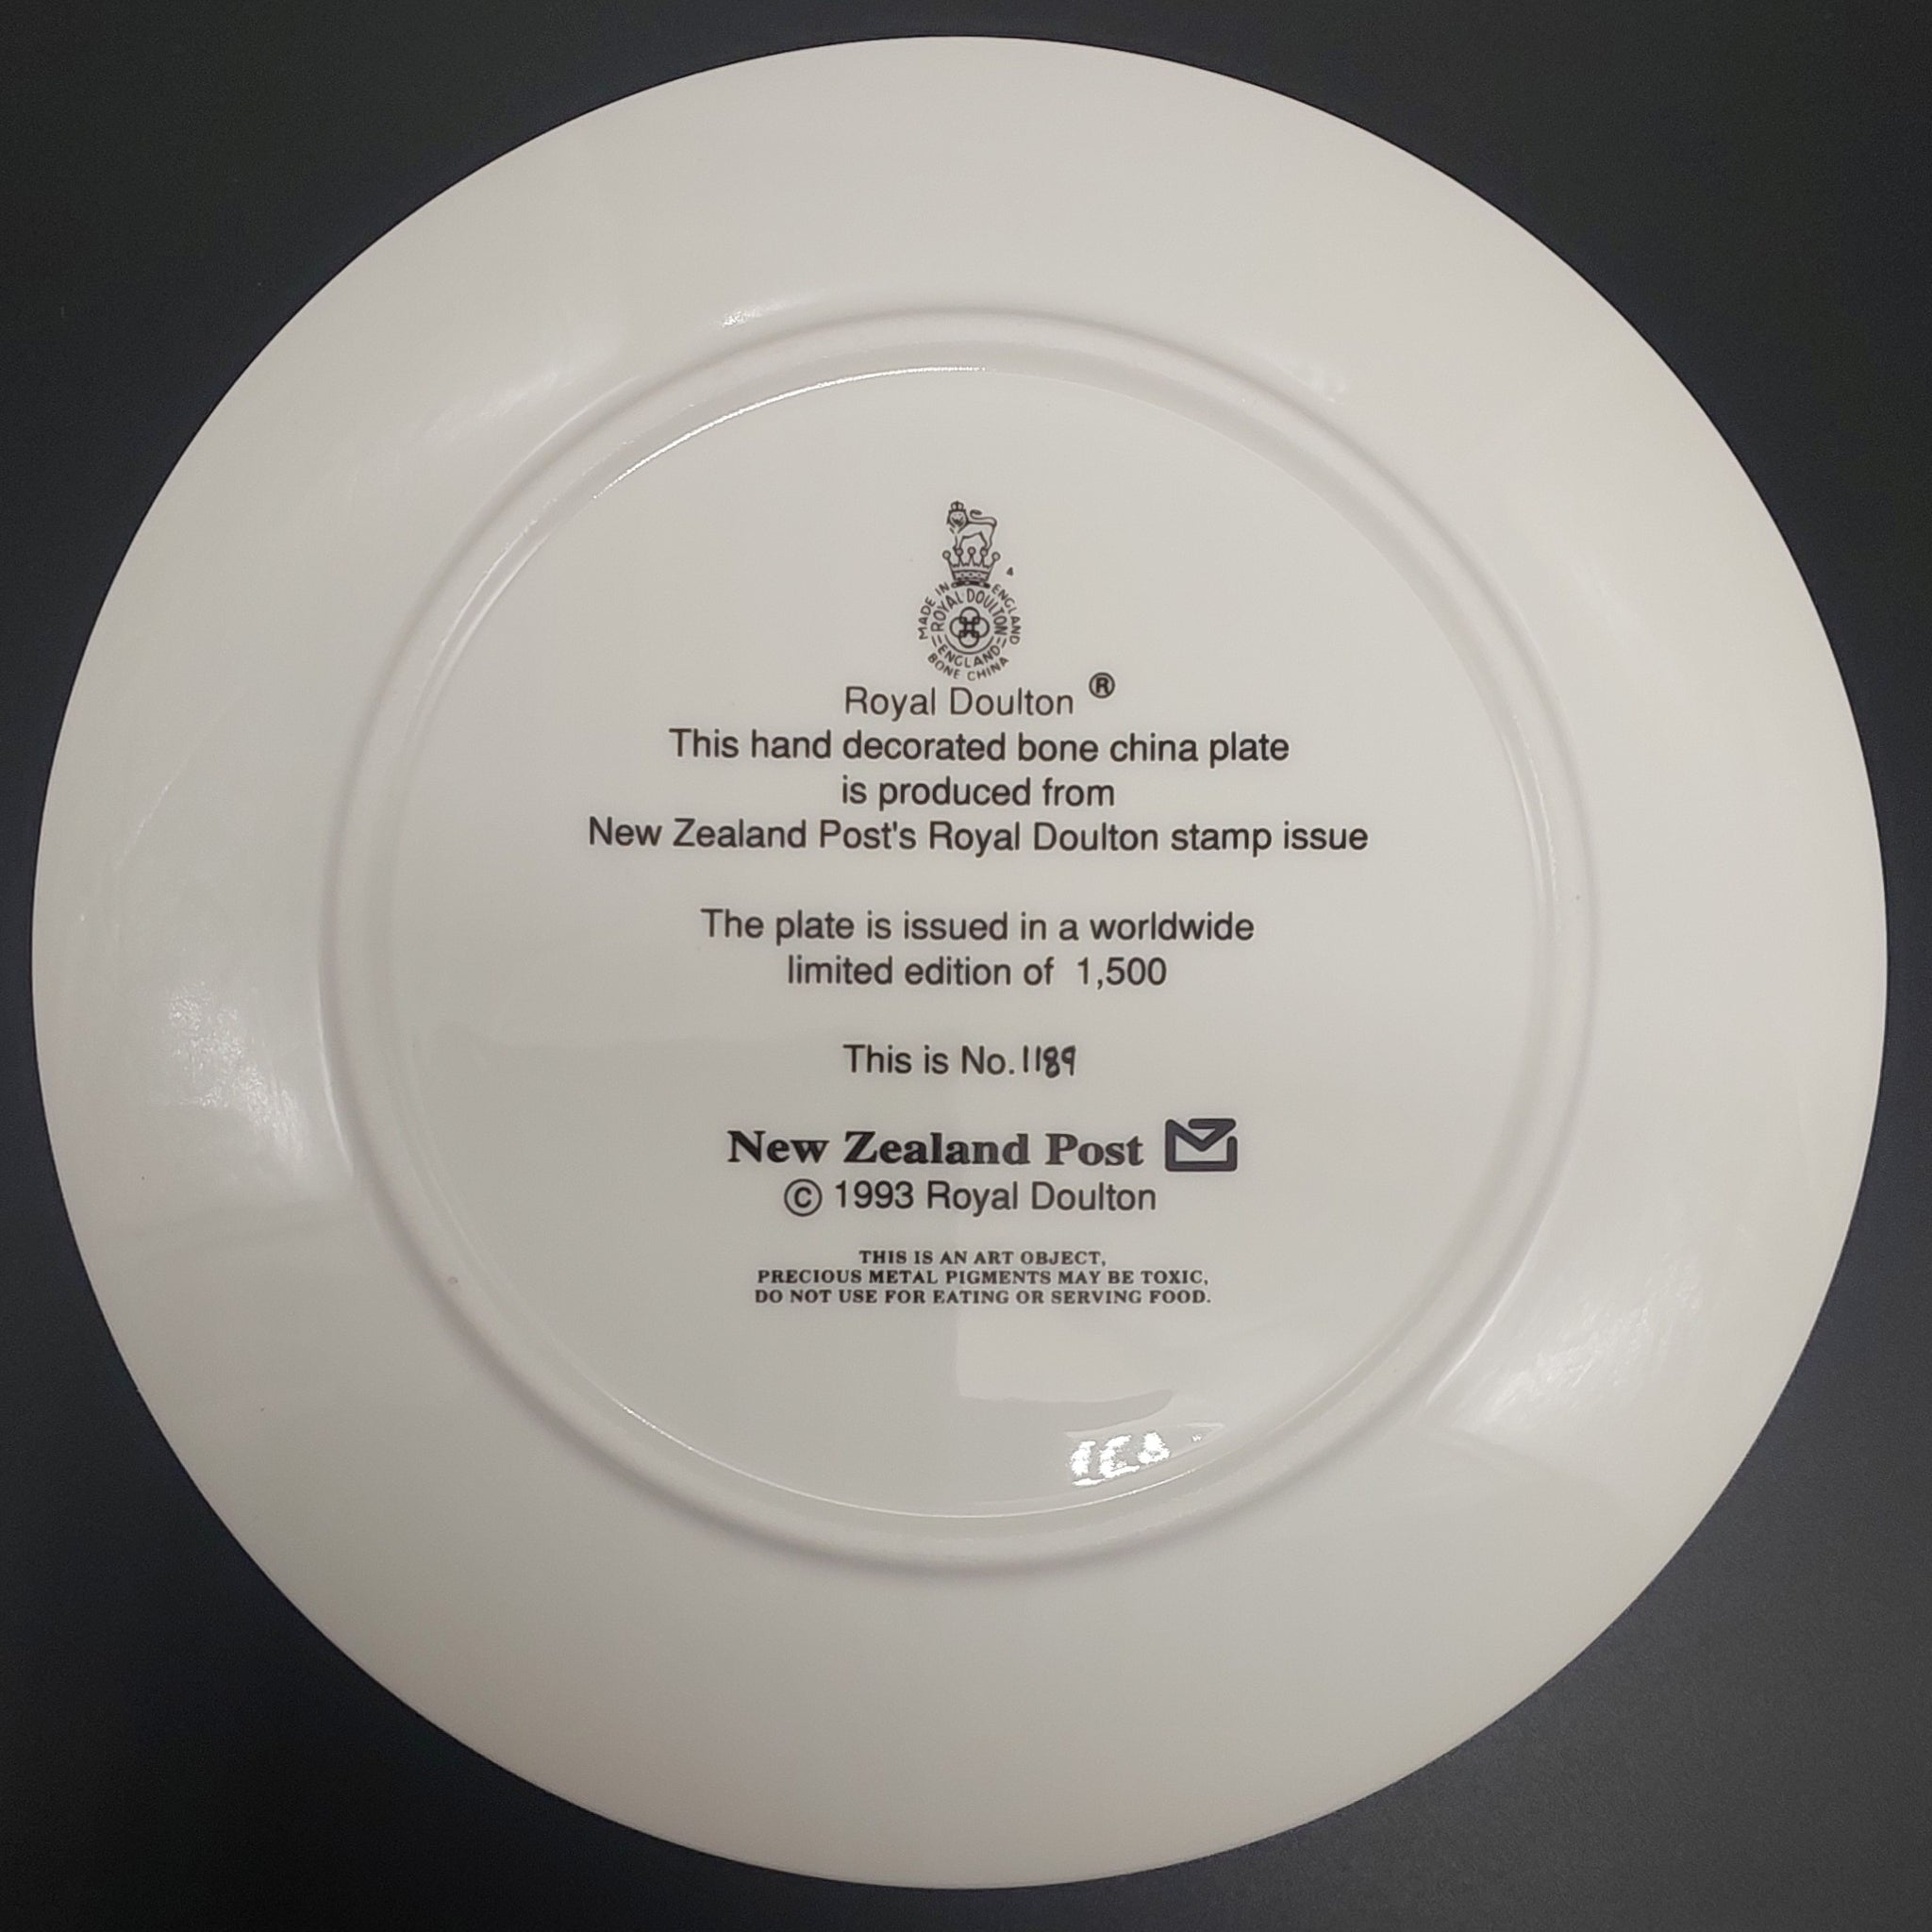 4
MADE IN ENGLAND
ROYAL DOULTON
ENGLAND
BONE CHINA
Royal Doulton ®
This hand decorated bone china plate
is produced from
New Zealand Post's Royal Doulton stamp issue
The plate is issued in a worldwide
limited edition of 1,500
This is No. 1189
New Zealand Post
© 1993 Royal Doulton
THIS IS AN ART OBJECT,
PRECIOUS METAL PIGMENTS MAY BE TOXIC,
DO NOT USE FOR EATING OR SERVING FOOD.